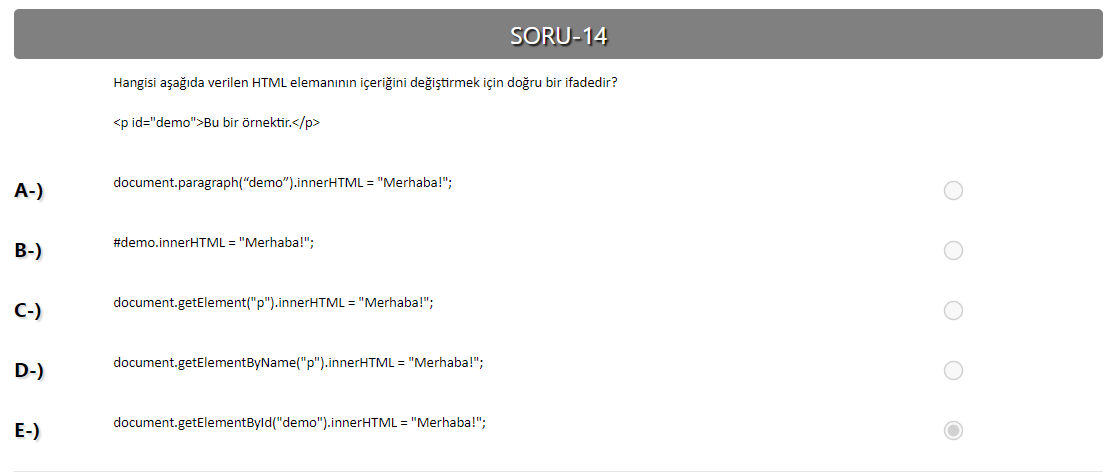 SORU-14
Hangisi aşağıda verilen HTML elemanının içeriğini değiştirmek için doğru bir ifadedir?
<p id="demo">Bu bir örnektir.</p>
A-) document.paragraph(“demo”).innerHTML = "Merhaba!";
B-) #demo.innerHTML = "Merhaba!";
C-) document.getElement("p").innerHTML = "Merhaba!";
D-) document.getElementByName("p").innerHTML = "Merhaba!";
E-) document.getElementById("demo").innerHTML = "Merhaba!";